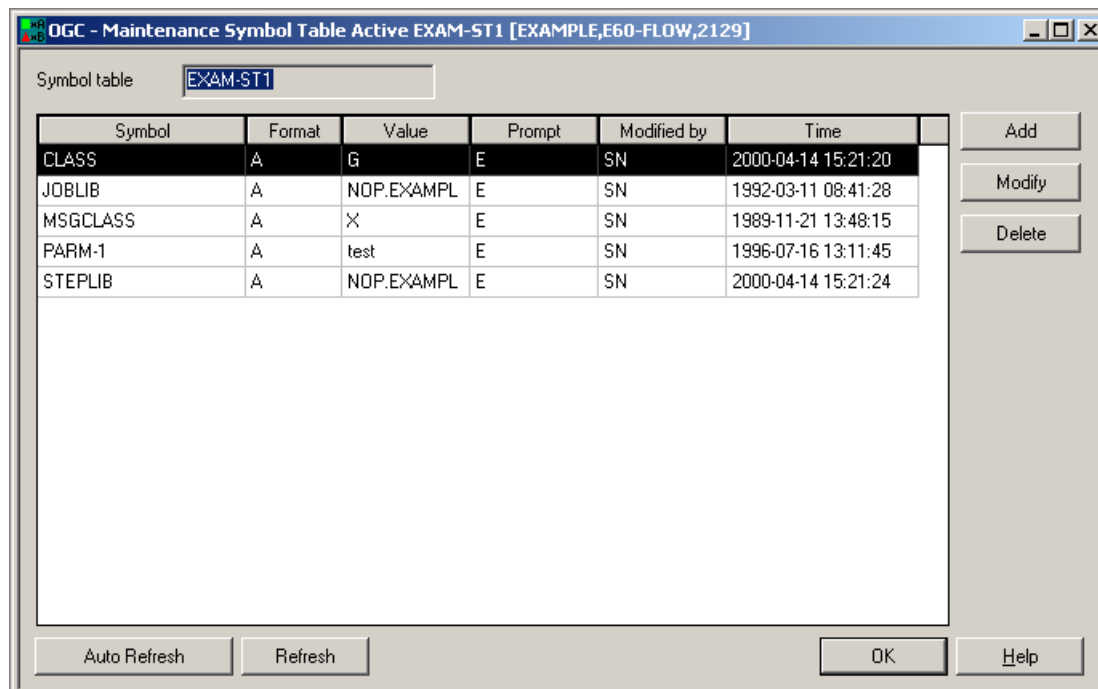 OGC - Maintenance Symbol Table Active EXAM-ST1 [EXAMPLE,E60-FLOW,2129]
Symbol table EXAM-ST1
Symbol Format Value Prompt Modified by Time Add
CLASS A G E SN 2000-04-14 15:21:20
JOBLIB A NOP.EXAMPL E SN 1992-03-11 08:41:28 Modify
MSGCLASS A X E SN 1989-11-21 13:48:15
Delete
PARM-1 A test E SN 1996-07-16 13:11:45
STEPLIB A NOP.EXAMPL E SN 2000-04-14 15:21:24
Auto Refresh Refresh OK Help